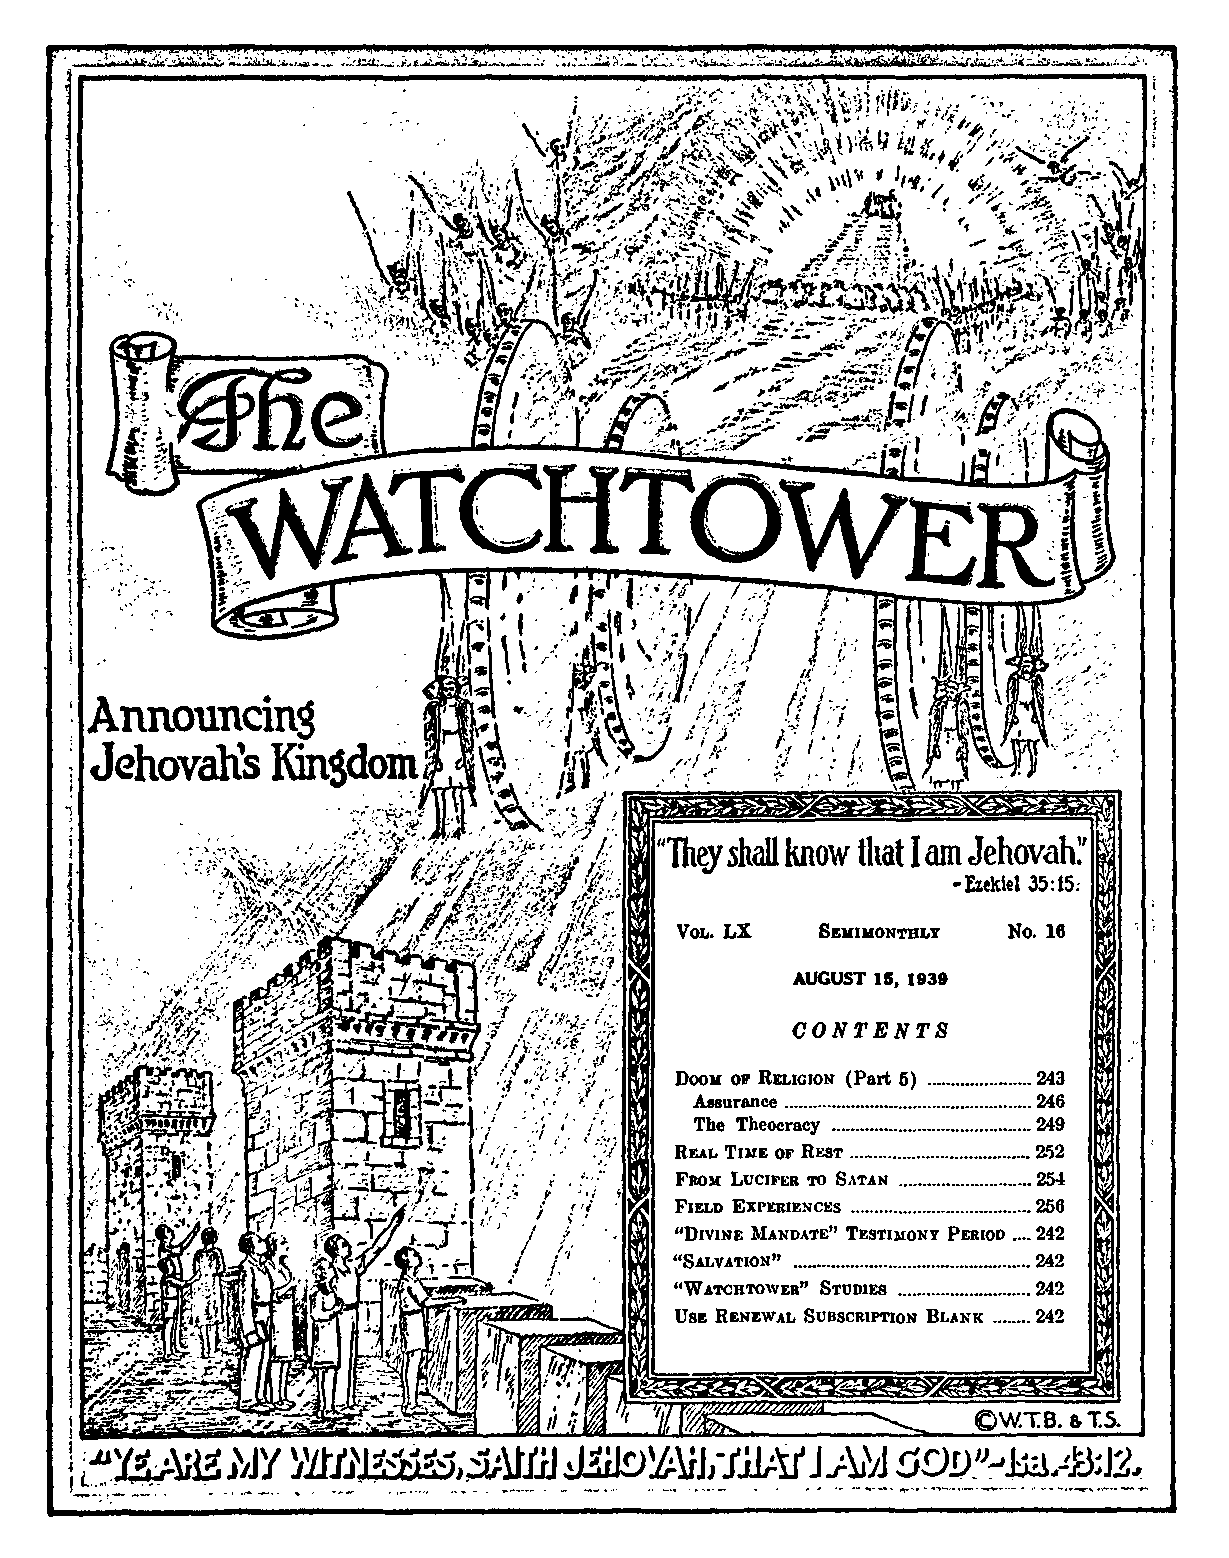 The
WATCHTOWER
Announcing
Jehovah's Kingdom
"They shall know that I am Jehovah."
-Ezekiel 35:15.
VOL. LX SEMIMONTHLY No. 16
AUGUST 15, 1939
CONTENTS
DOOM OF RELIGION (Part 5) ........................ 243
Assurance ........................ 246
The Theocracy ........................ 249
REAL TIME OF REST ........................ 252
FROM LUCIFER TO SATAN ........................ 254
FIELD EXPERIENCES ........................ 256
"DIVINE MANDATE" TESTIMONY PERIOD .... 242
"SALVATION" ........................ 242
"WATCHTOWER" STUDIES ........................ 242
USE RENEWAL SUBSCRIPTION BLANK ........ 242
©W.T.B. & T.S.
"YE ARE MY WITNESSES, SAITH JEHOVAH, THAT I AM GOD"-Isa. 43:12.